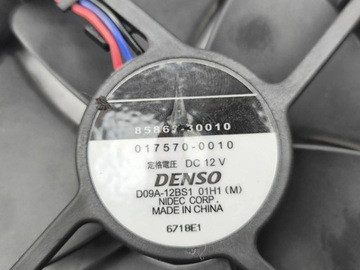 85867-30010
017570-0010
定格電圧 DC 12 V
DENSO
D09A-12BS1 01H1 (M)
NIDEC CORP.
MADE IN CHINA
6718E1